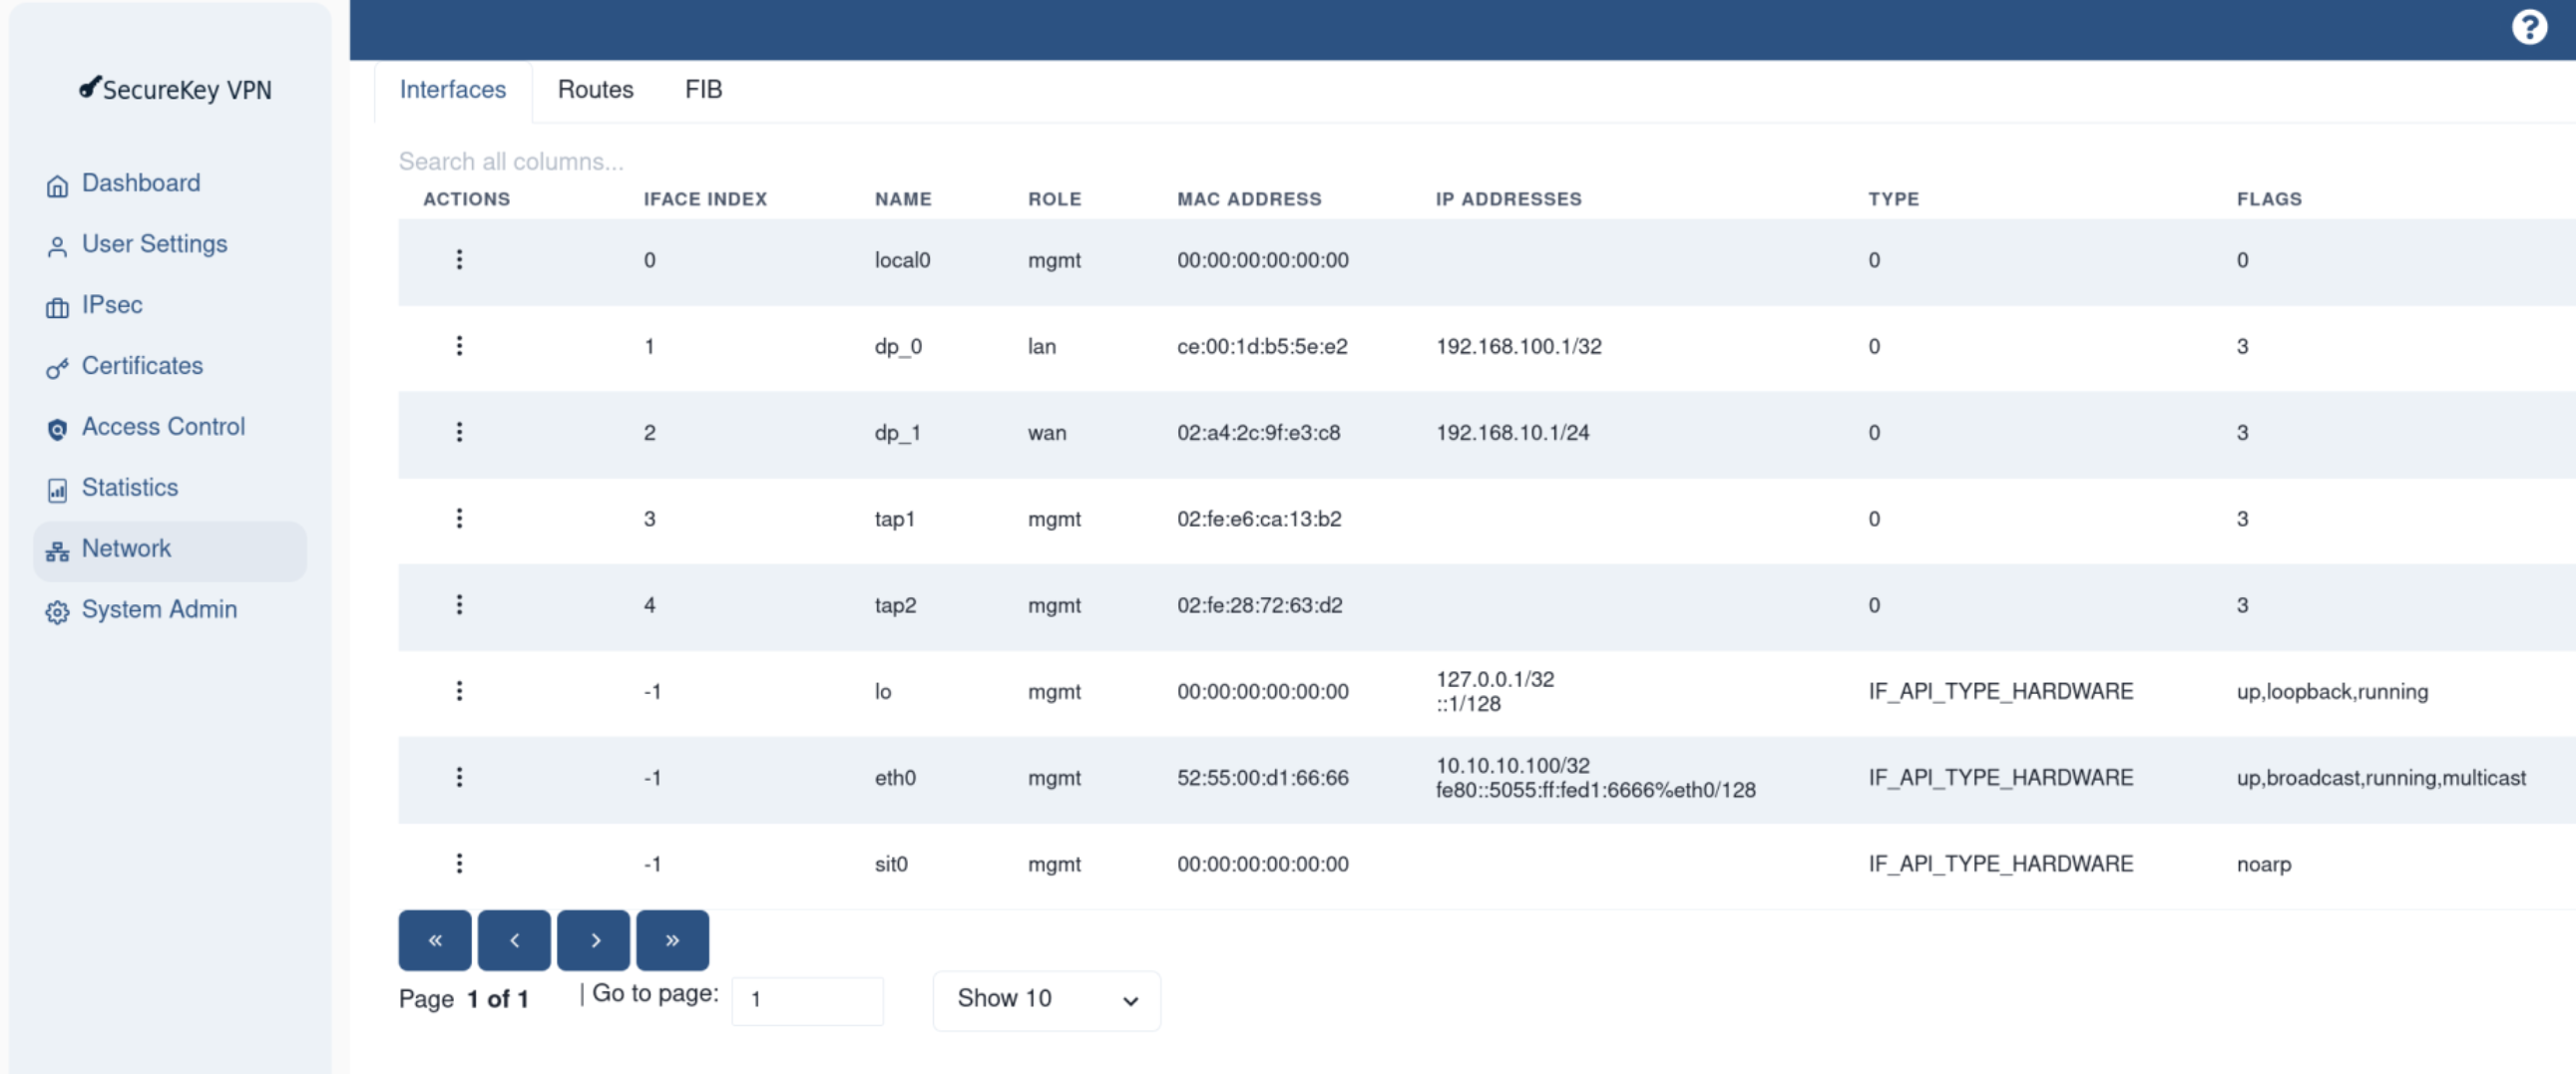 SecureKey VPN
Dashboard
User Settings
IPsec
Certificates
Access Control
Statistics
Network
System Admin
?
Interfaces Routes FIB
Search all columns...
ACTIONS IFACE INDEX NAME ROLE MAC ADDRESS IP ADDRESSES TYPE FLAGS
0 local0 mgmt 00:00:00:00:00:00 0 0
1 dp_0 lan ce:00:1d:b5:5e:e2 192.168.100.1/32 0 3
2 dp_1 wan 02:a4:2c:9f:e3:c8 192.168.10.1/24 0 3
3 tap1 mgmt 02:fe:e6:ca:13:b2 0 3
4 tap2 mgmt 02:fe:28:72:63:d2 0 3
-1 lo mgmt 00:00:00:00:00:00 127.0.0.1/32
::1/128 IF_API_TYPE_HARDWARE up,loopback,running
-1 eth0 mgmt 52:55:00:d1:66:66 10.10.10.100/32
fe80::5055:ff:fed1:6666%eth0/128 IF_API_TYPE_HARDWARE up,broadcast,running,multicast
-1 sit0 mgmt 00:00:00:00:00:00 IF_API_TYPE_HARDWARE noarp
« ‹ › »
Page 1 of 1 | Go to page: 1 Show 10